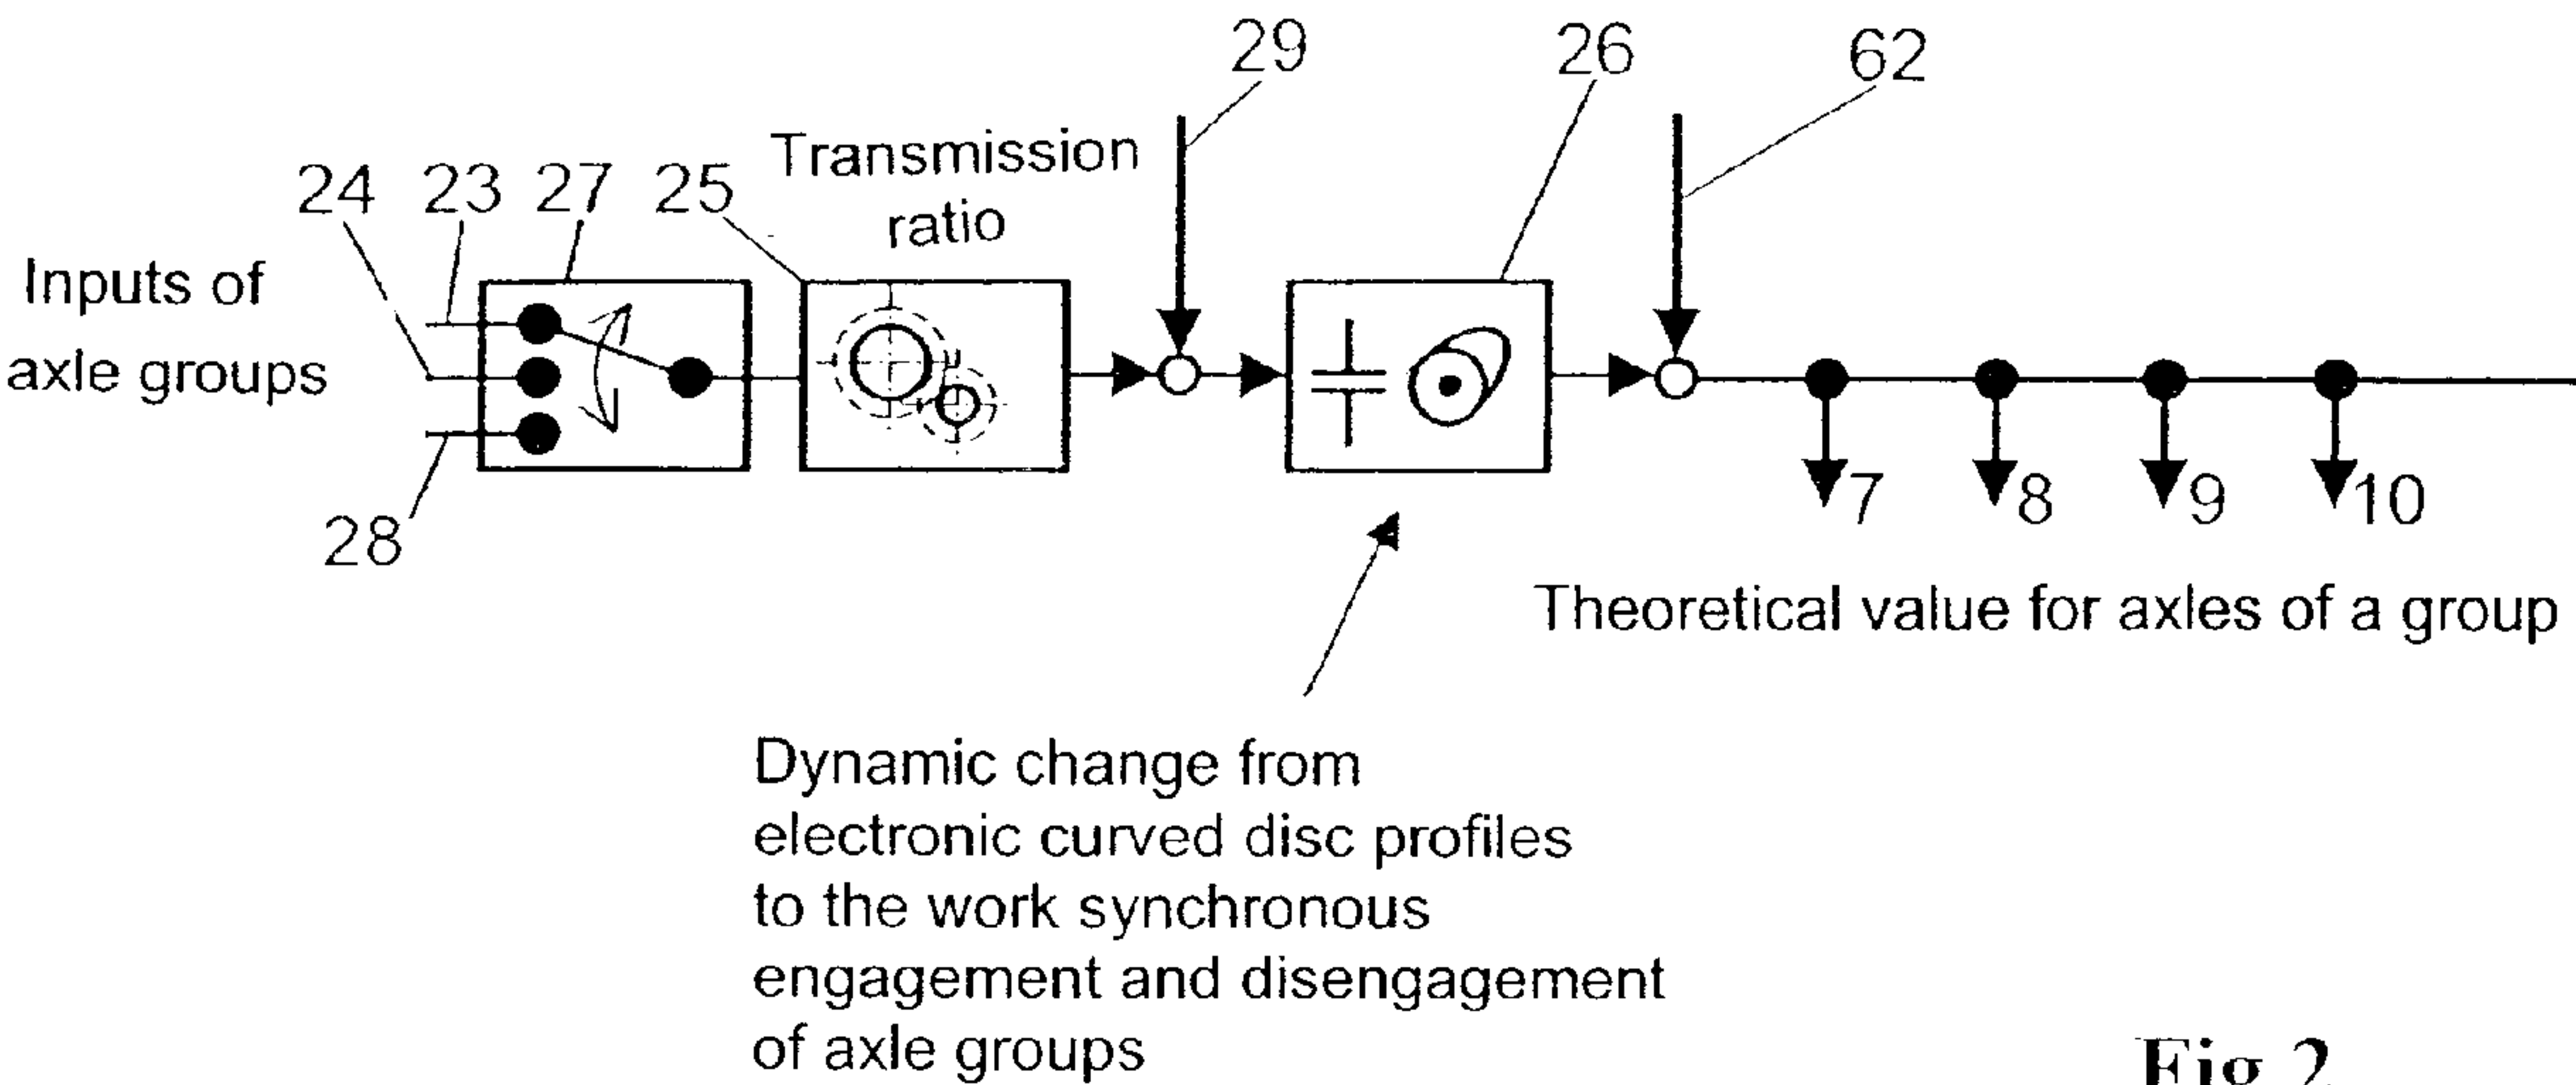 29
26
62
Transmission
ratio
24
23
27
25
Inputs of
axle groups
28
7
8
9
10
Theoretical value for axles of a group
Dynamic change from
electronic curved disc profiles
to the work synchronous
engagement and disengagement
of axle groups
Fig 2